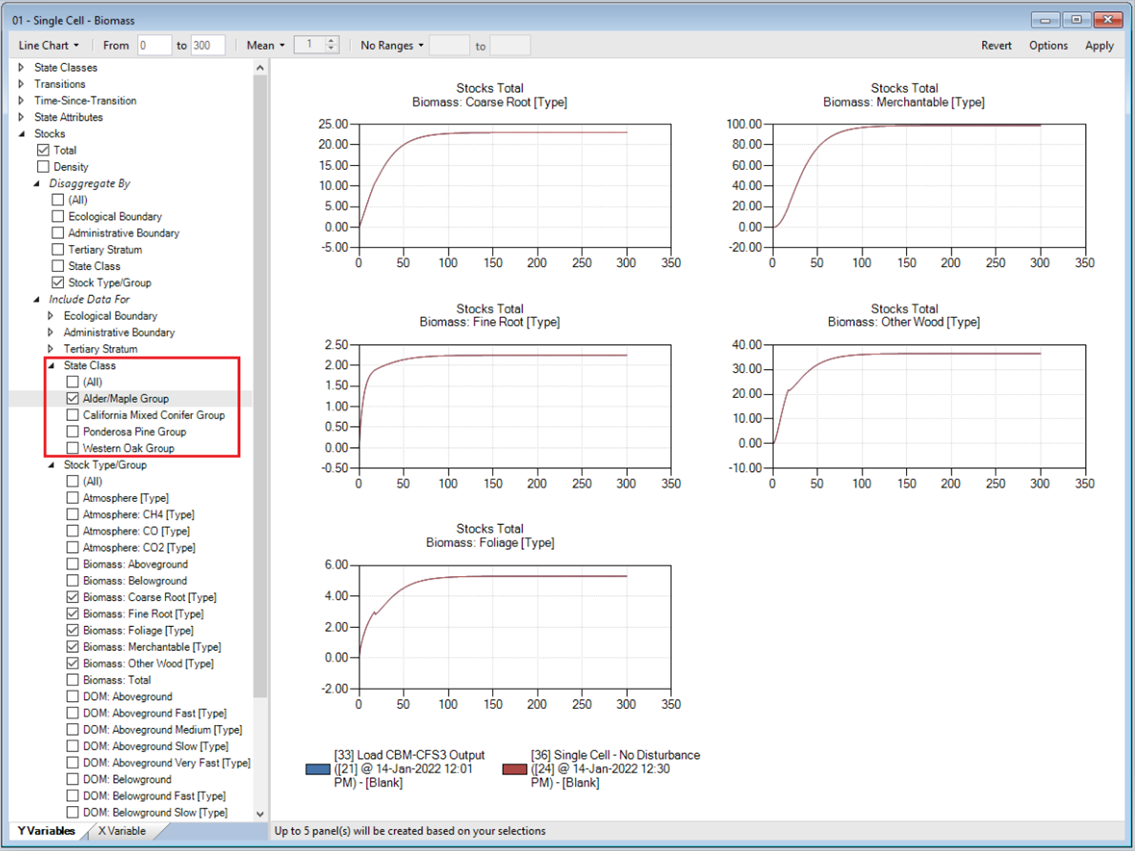 01 - Single Cell - Biomass
Line Chart
From 0 to 300
Mean
1
No Ranges
to
Revert
Options
Apply
State Classes
Transitions
Time-Since-Transition
State Attributes
Stocks
Total
Density
Disaggregate By
(All)
Ecological Boundary
Administrative Boundary
Tertiary Stratum
State Class
Stock Type/Group
Include Data For
Ecological Boundary
Administrative Boundary
Tertiary Stratum
State Class
(All)
Alder/Maple Group
California Mixed Conifer Group
Ponderosa Pine Group
Western Oak Group
Stock Type/Group
(All)
Atmosphere [Type]
Atmosphere: CH4 [Type]
Atmosphere: CO [Type]
Atmosphere: CO2 [Type]
Biomass: Aboveground
Biomass: Belowground
Biomass: Coarse Root [Type]
Biomass: Fine Root [Type]
Biomass: Foliage [Type]
Biomass: Merchantable [Type]
Biomass: Other Wood [Type]
Biomass: Total
DOM: Aboveground
DOM: Aboveground Fast [Type]
DOM: Aboveground Medium [Type]
DOM: Aboveground Slow [Type]
DOM: Aboveground Very Fast [Type]
DOM: Belowground
DOM: Belowground Fast [Type]
DOM: Belowground Slow [Type]
Y Variables
X Variable
Stocks Total
Biomass: Coarse Root [Type]
25.00
20.00
15.00
10.00
5.00
0.00
-5.00
0 50 100 150 200 250 300 350
Stocks Total
Biomass: Merchantable [Type]
100.00
80.00
60.00
40.00
20.00
0.00
-20.00
0 50 100 150 200 250 300 350
Stocks Total
Biomass: Fine Root [Type]
2.50
2.00
1.50
1.00
0.50
0.00
-0.50
0 50 100 150 200 250 300 350
Stocks Total
Biomass: Other Wood [Type]
40.00
30.00
20.00
10.00
0.00
-10.00
0 50 100 150 200 250 300 350
Stocks Total
Biomass: Foliage [Type]
6.00
4.00
2.00
0.00
-2.00
0 50 100 150 200 250 300 350
[33] Load CBM-CFS3 Output
([21] @ 14-Jan-2022 12:01
PM) - [Blank]
[36] Single Cell - No Disturbance
([24] @ 14-Jan-2022 12:30
PM) - [Blank]
Up to 5 panel(s) will be created based on your selections